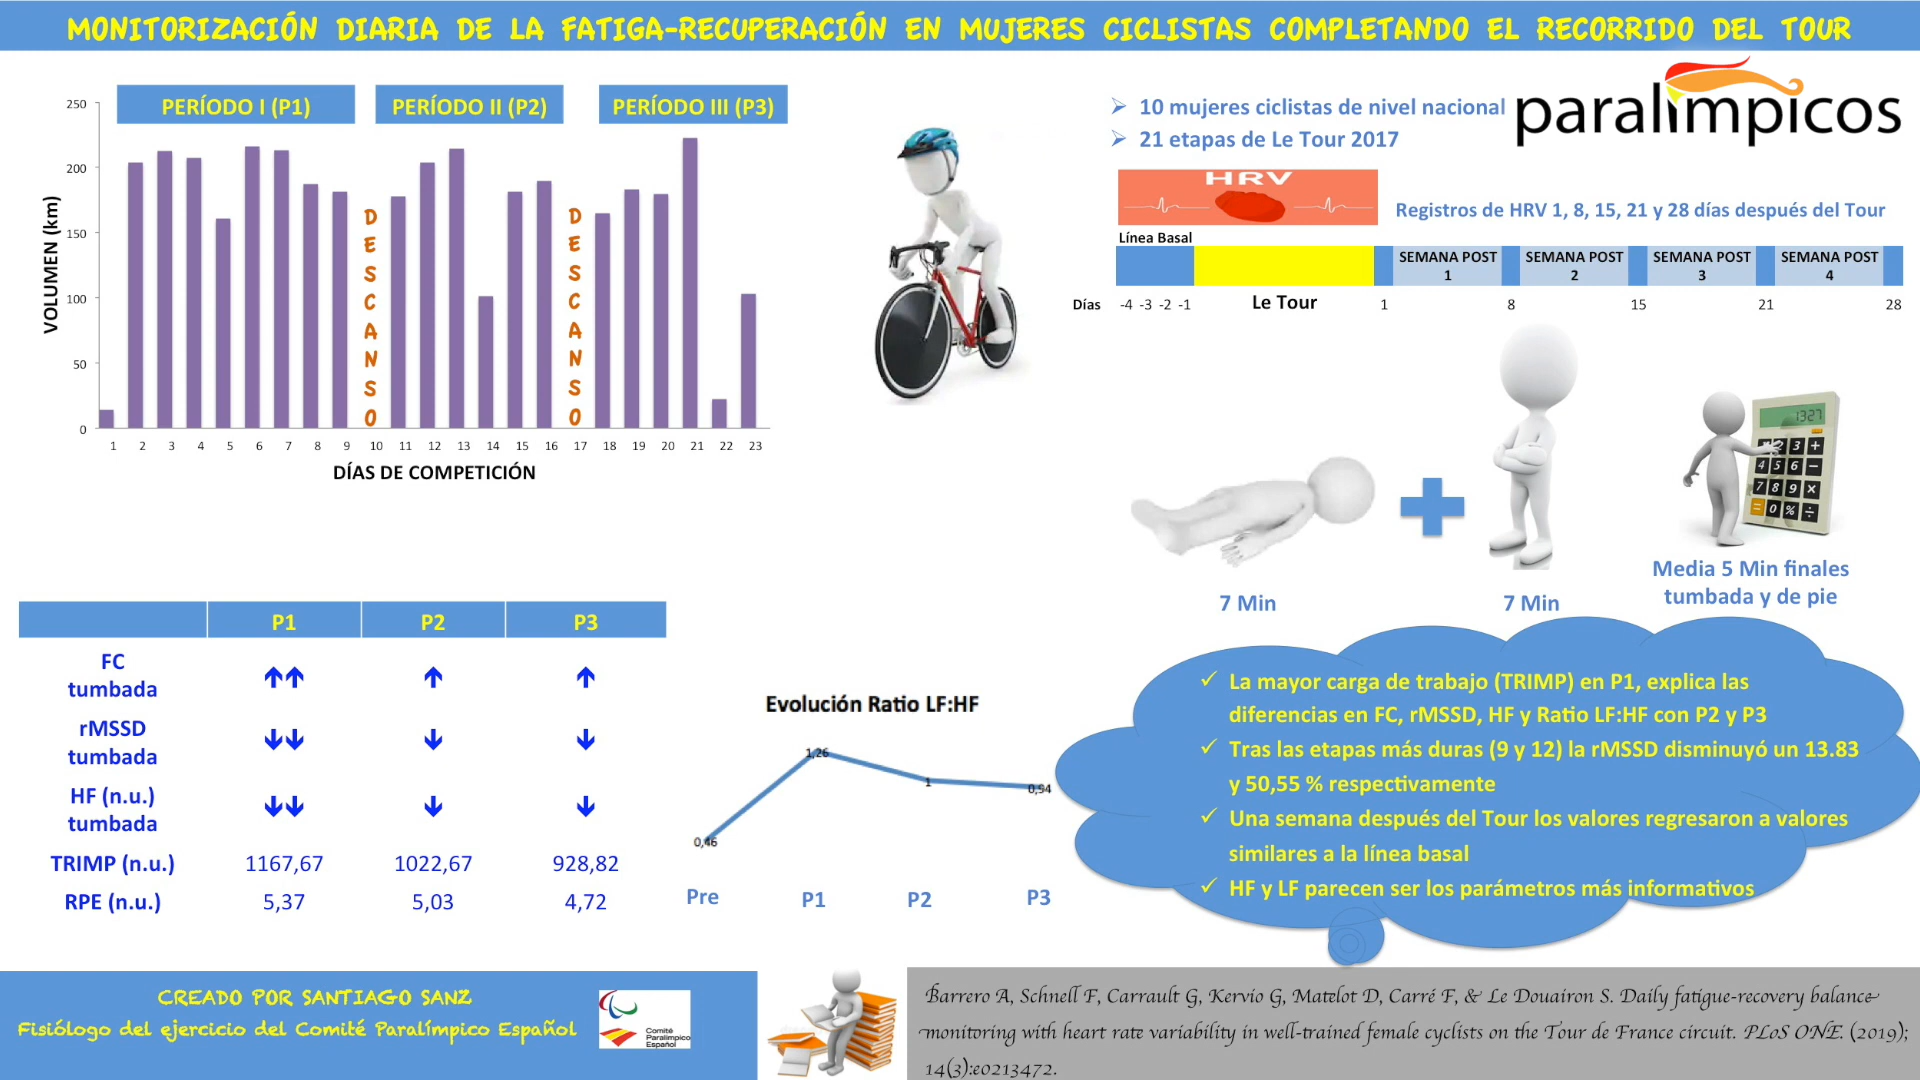 MONITORIZACIÓN DIARIA DE LA FATIGA-RECUPERACIÓN EN MUJERES CICLISTAS COMPLETANDO EL RECORRIDO DEL TOUR
PERÍODO I (P1)
PERÍODO II (P2)
PERÍODO III (P3)
VOLUMEN (km)
250
200
150
100
50
0
DESCANSO
DESCANSO
1 2 3 4 5 6 7 8 9 10 11 12 13 14 15 16 17 18 19 20 21 22 23
DÍAS DE COMPETICIÓN
➢ 10 mujeres ciclistas de nivel nacional
➢ 21 etapas de Le Tour 2017
paralímpicos
HRV
Registros de HRV 1, 8, 15, 21 y 28 días después del Tour
Línea Basal
SEMANA POST 1
SEMANA POST 2
SEMANA POST 3
SEMANA POST 4
Días -4 -3 -2 -1 Le Tour 1 8 15 21 28
1327
2 3 +
4 5 6 −
7 8 9 ×
= 0 % ÷
7 Min
7 Min
Media 5 Min finales
tumbada y de pie
P1 P2 P3
FC
tumbada ↑↑ ↑ ↑
rMSSD
tumbada ↓↓ ↓ ↓
HF (n.u.)
tumbada ↓↓ ↓ ↓
TRIMP (n.u.) 1167,67 1022,67 928,82
RPE (n.u.) 5,37 5,03 4,72
Evolución Ratio LF:HF
0,46
1,26
1
0,94
Pre P1 P2 P3
✓ La mayor carga de trabajo (TRIMP) en P1, explica las
diferencias en FC, rMSSD, HF y Ratio LF:HF con P2 y P3
✓ Tras las etapas más duras (9 y 12) la rMSSD disminuyó un 13.83
y 50,55 % respectivamente
✓ Una semana después del Tour los valores regresaron a valores
similares a la línea basal
✓ HF y LF parecen ser los parámetros más informativos
CREADO POR SANTIAGO SANZ
Fisiólogo del ejercicio del Comité Paralímpico Español
Comité
Paralímpico
Español
Barrero A, Schnell F, Carrault G, Kervio G, Matelot D, Carré F, & Le Douairon S. Daily fatigue-recovery balance
monitoring with heart rate variability in well-trained female cyclists on the Tour de France circuit. PLoS ONE. (2019);
14(3):e0213472.